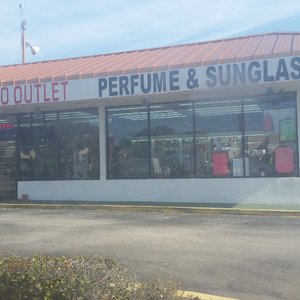 O OUTLET PERFUME & SUNGLAS